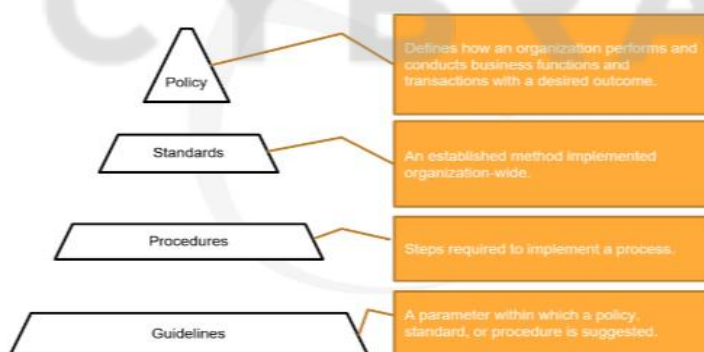 CYBRA
Policy
Defines how an organization performs and
conducts business functions and
transactions with a desired outcome.
Standards
An established method implemented
organization-wide.
Procedures
Steps required to implement a process.
Guidelines
A parameter within which a policy,
standard, or procedure is suggested.